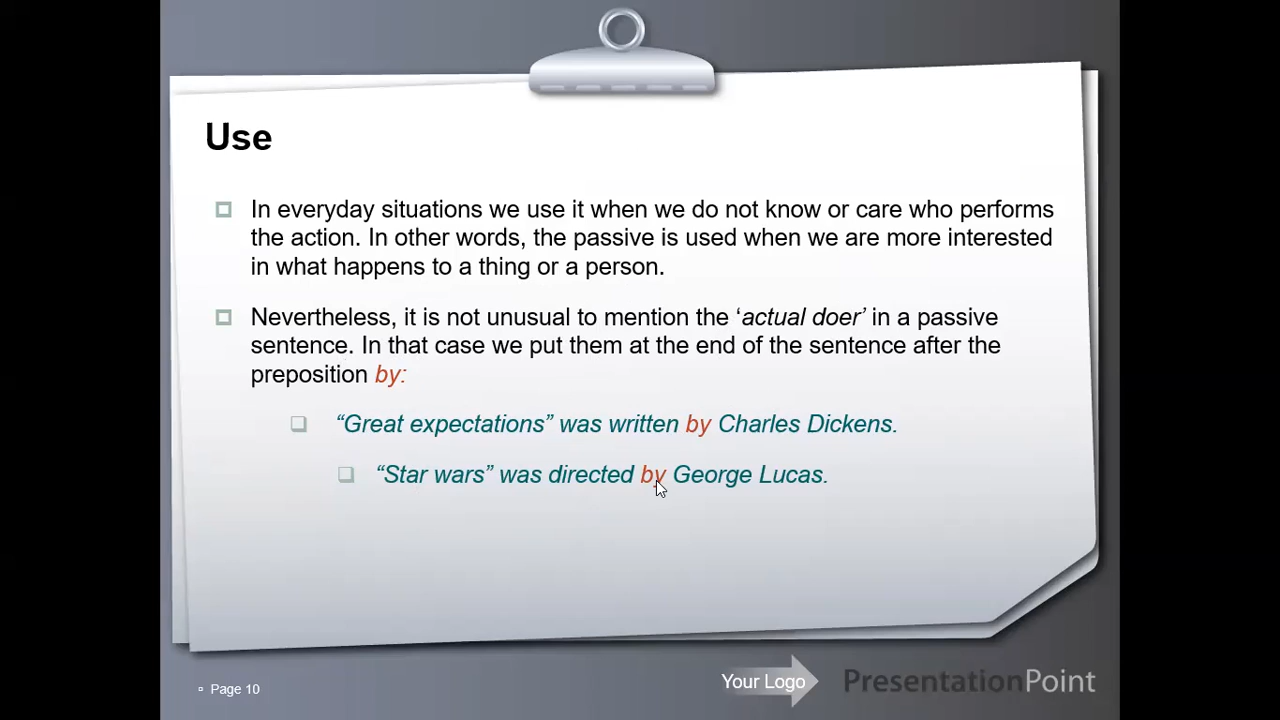 Use
In everyday situations we use it when we do not know or care who performs
the action. In other words, the passive is used when we are more interested
in what happens to a thing or a person.
Nevertheless, it is not unusual to mention the ‘actual doer’ in a passive
sentence. In that case we put them at the end of the sentence after the
preposition by:
“Great expectations” was written by Charles Dickens.
“Star wars” was directed by George Lucas.
Page 10
Your Logo
PresentationPoint